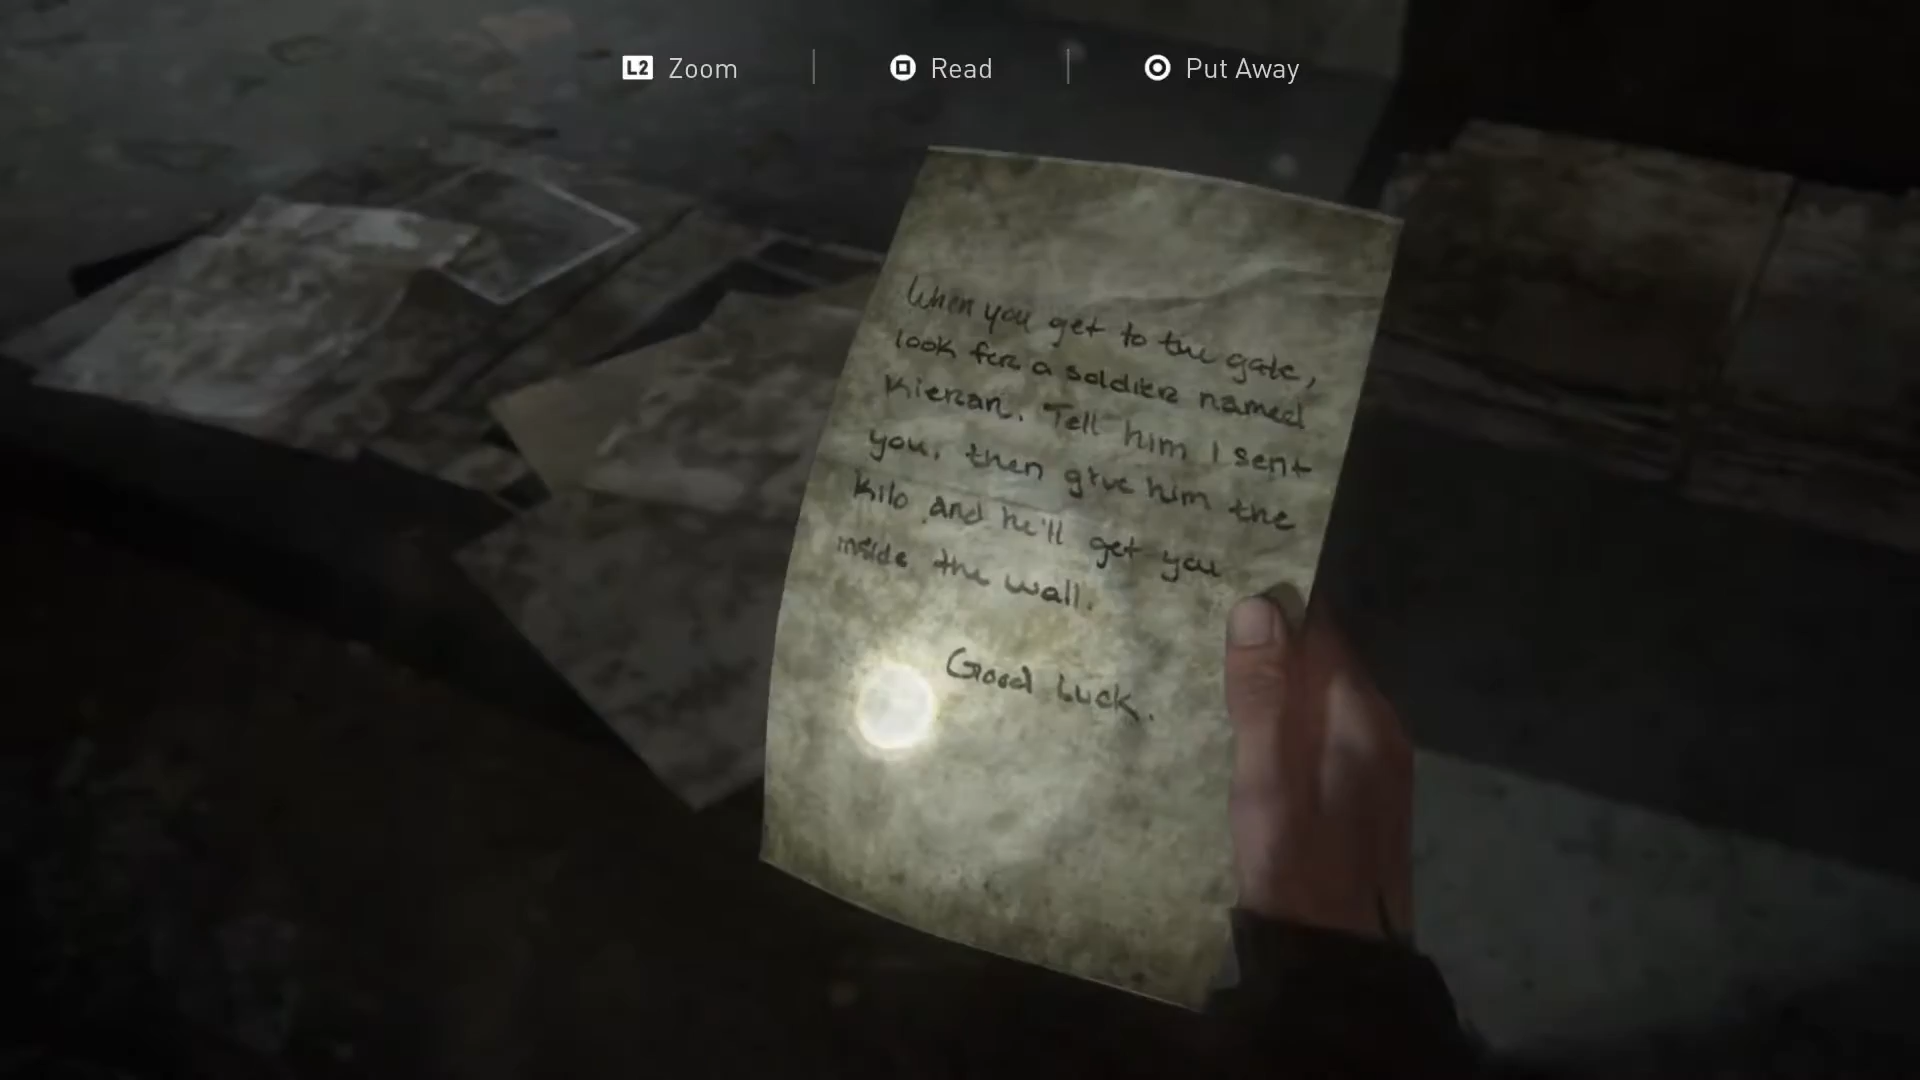 L2 Zoom | Read | Put Away
When you get to the gate,
look for a soldier named
Kieran. Tell him I sent
you, then give him the
kilo and he'll get you
inside the wall.
Good Luck.